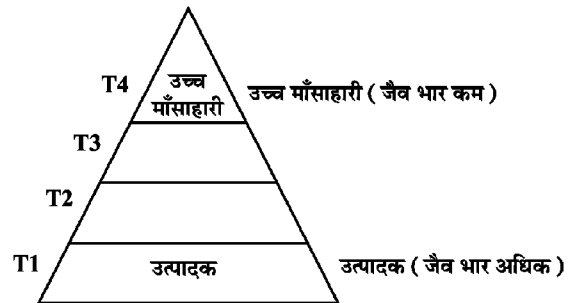 T4
उच्च
माँसाहारी
उच्च माँसाहारी ( जैव भार कम )
T3
T2
T1
उत्पादक
उत्पादक ( जैव भार अधिक )